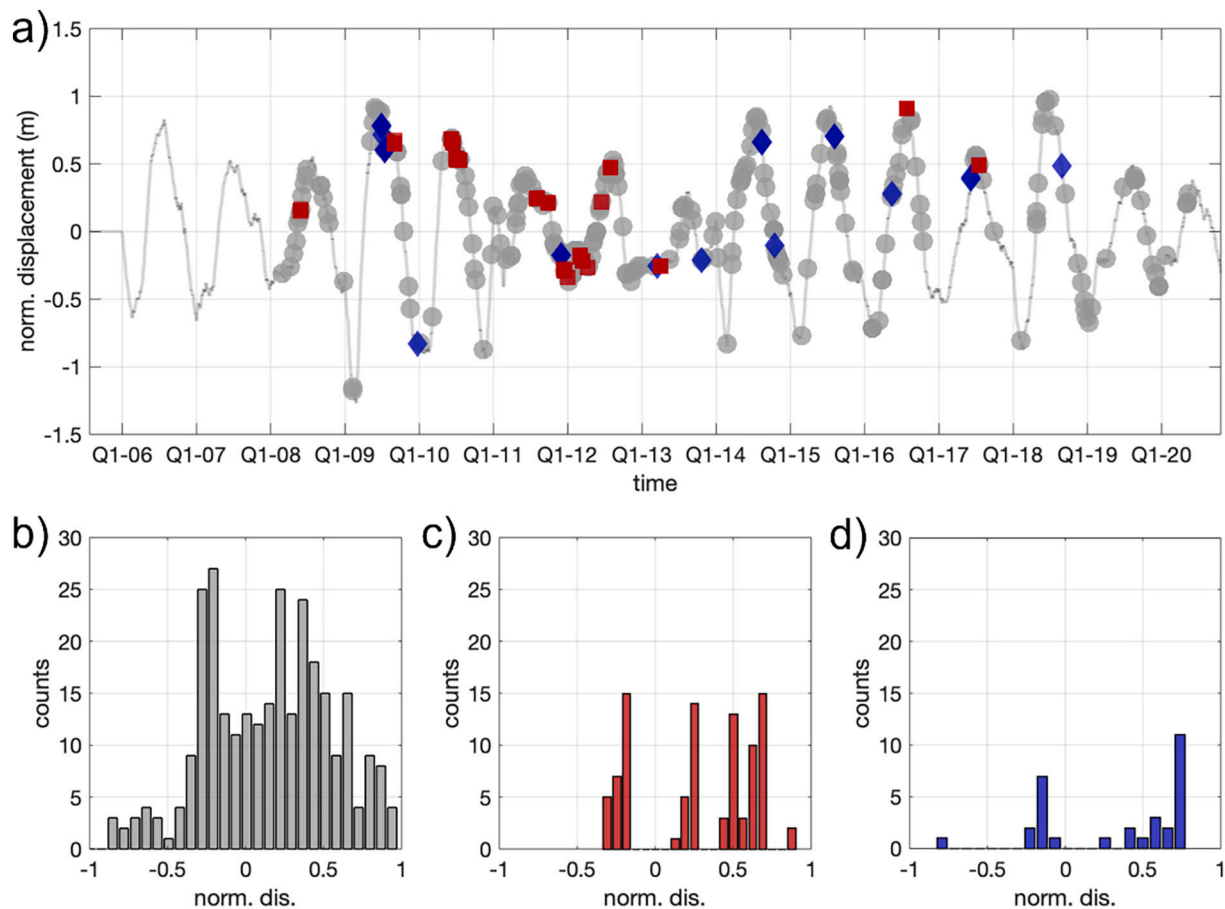 a)
norm. displacement (m)
1.5
1
0.5
0
-0.5
-1
-1.5
Q1-06 Q1-07 Q1-08 Q1-09 Q1-10 Q1-11 Q1-12 Q1-13 Q1-14 Q1-15 Q1-16 Q1-17 Q1-18 Q1-19 Q1-20
time
b)
counts
30
25
20
15
10
5
0
-1 -0.5 0 0.5 1
norm. dis.
c)
counts
30
25
20
15
10
5
0
-1 -0.5 0 0.5 1
norm. dis.
d)
counts
30
25
20
15
10
5
0
-1 -0.5 0 0.5 1
norm. dis.